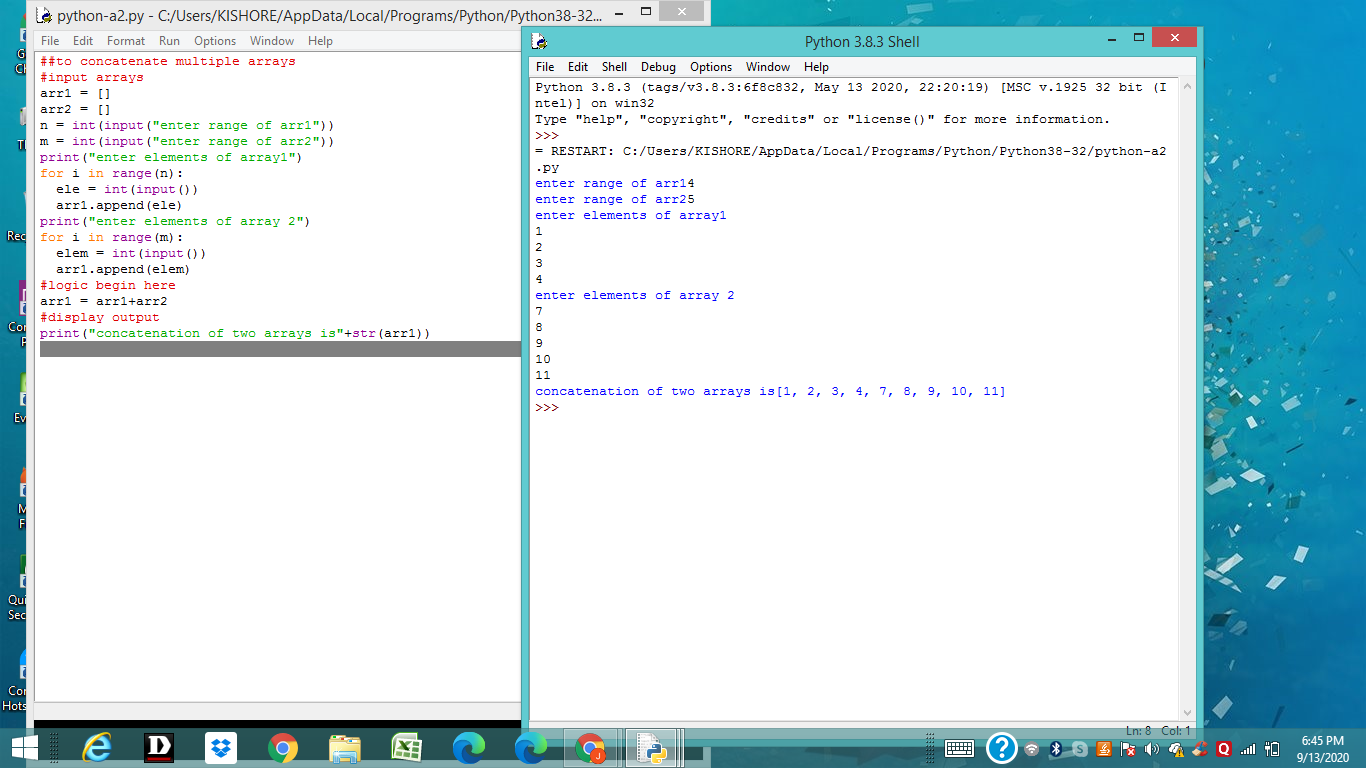 python-a2.py - C:/Users/KISHORE/AppData/Local/Programs/Python/Python38-32...
File Edit Format Run Options Window Help
##to concatenate multiple arrays
#input arrays
arr1 = []
arr2 = []
n = int(input("enter range of arr1"))
m = int(input("enter range of arr2"))
print("enter elements of array1")
for i in range(n):
  ele = int(input())
  arr1.append(ele)
print("enter elements of array 2")
for i in range(m):
  elem = int(input())
  arr1.append(elem)
#logic begin here
arr1 = arr1+arr2
#display output
print("concatenation of two arrays is"+str(arr1))
Python 3.8.3 Shell
File Edit Shell Debug Options Window Help
Python 3.8.3 (tags/v3.8.3:6f8c832, May 13 2020, 22:20:19) [MSC v.1925 32 bit (I
ntel)] on win32
Type "help", "copyright", "credits" or "license()" for more information.
>>>
= RESTART: C:/Users/KISHORE/AppData/Local/Programs/Python/Python38-32/python-a2
.py
enter range of arr14
enter range of arr25
enter elements of array1
1
2
3
4
enter elements of array 2
7
8
9
10
11
concatenation of two arrays is[1, 2, 3, 4, 7, 8, 9, 10, 11]
>>>
Ln: 8 Col: 1
6:45 PM
9/13/2020